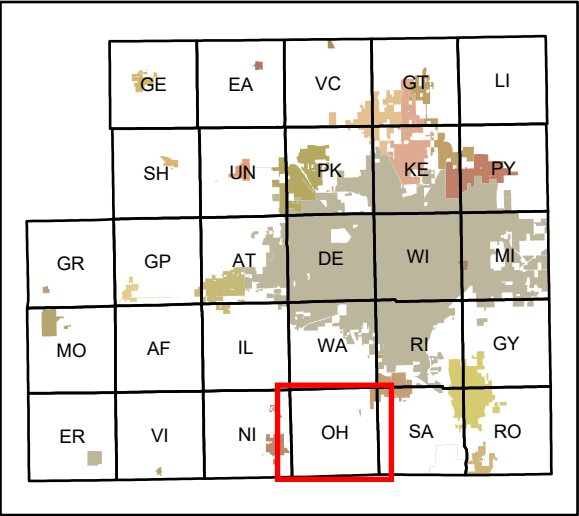 GE EA VC GT LI
SH UN PK KE PY
GR GP AT DE WI MI
MO AF IL WA RI GY
ER VI NI OH SA RO